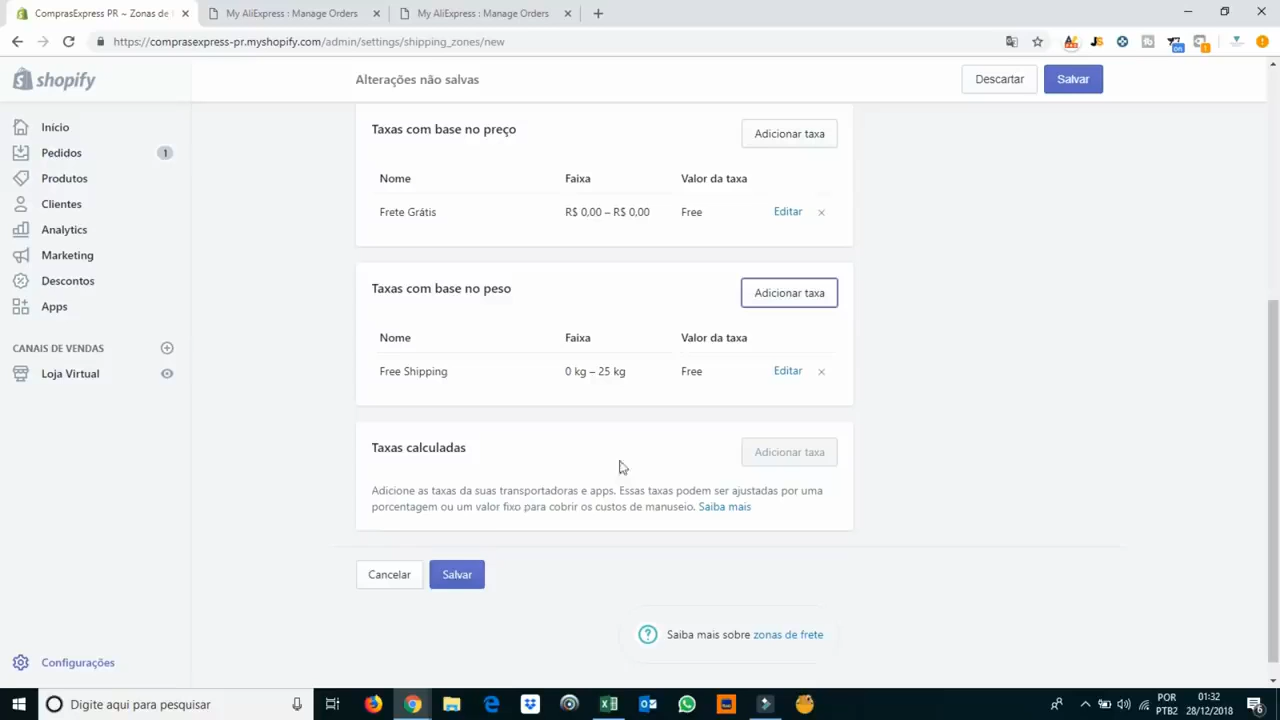 ComprasExpress PR ~ Zonas de
My AliExpress : Manage Orders
My AliExpress : Manage Orders
https://comprasexpress-pr.myshopify.com/admin/settings/shipping_zones/new
shopify
Alterações não salvas
Descartar
Salvar
Início
Pedidos
1
Produtos
Clientes
Analytics
Marketing
Descontos
Apps
CANAIS DE VENDAS
Loja Virtual
Configurações
Taxas com base no preço
Adicionar taxa
Nome Faixa Valor da taxa
Frete Grátis R$ 0,00 – R$ 0,00 Free Editar
Taxas com base no peso
Adicionar taxa
Nome Faixa Valor da taxa
Free Shipping 0 kg – 25 kg Free Editar
Taxas calculadas
Adicionar taxa
Adicione as taxas da suas transportadoras e apps. Essas taxas podem ser ajustadas por uma
porcentagem ou um valor fixo para cobrir os custos de manuseio. Saiba mais
Cancelar
Salvar
Saiba mais sobre zonas de frete
Digite aqui para pesquisar
POR
PTB2
01:32
28/12/2018